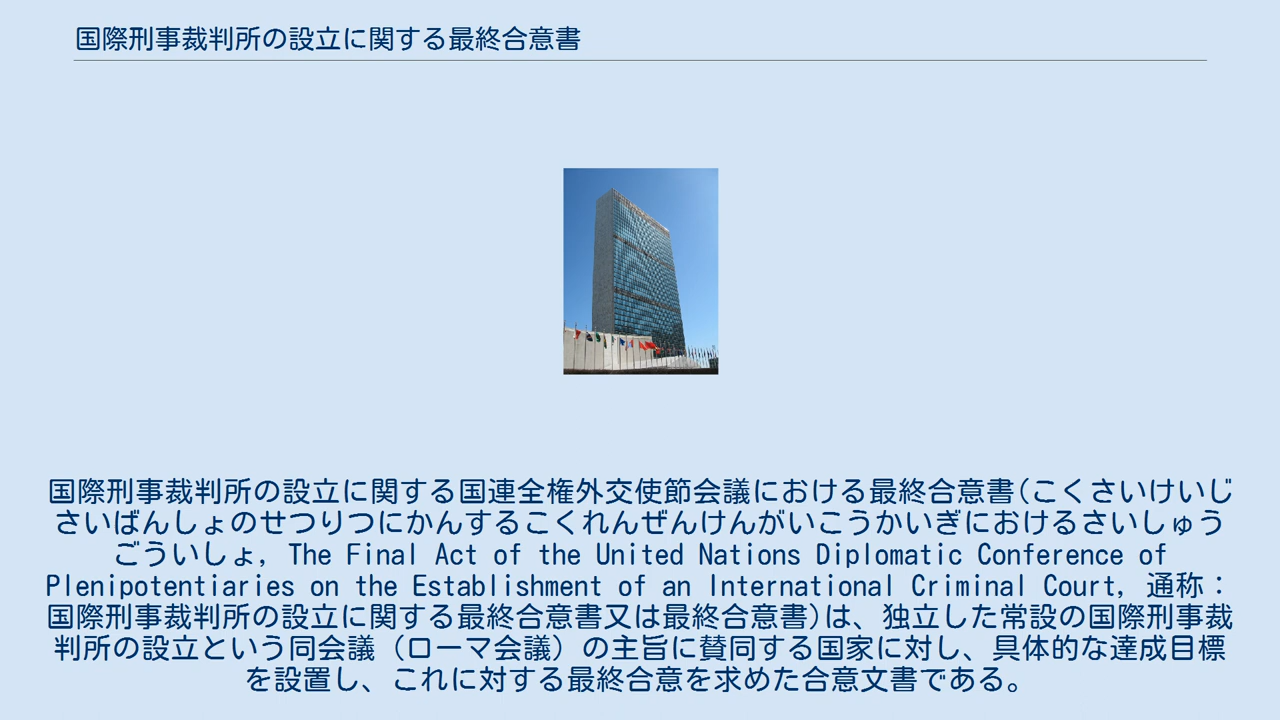 国際刑事裁判所の設立に関する最終合意書
国際刑事裁判所の設立に関する国連全権外交使節会議における最終合意書(こくさいけいじ
さいばんしょのせつりつにかんするこくれんぜんけんがいこうかいぎにおけるさいしゅう
ごういしょ, The Final Act of the United Nations Diplomatic Conference of
Plenipotentiaries on the Establishment of an International Criminal Court, 通称：
国際刑事裁判所の設立に関する最終合意書又は最終合意書)は、独立した常設の国際刑事裁
判所の設立という同会議（ローマ会議）の主旨に賛同する国家に対し、具体的な達成目標
を設置し、これに対する最終合意を求めた合意文書である。